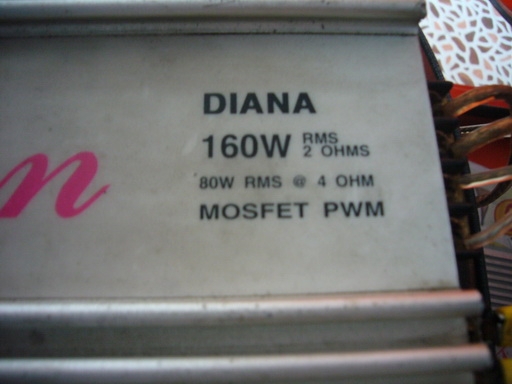 DIANA
160W RMS 2 OHMS
80W RMS @ 4 OHM
MOSFET PWM
n